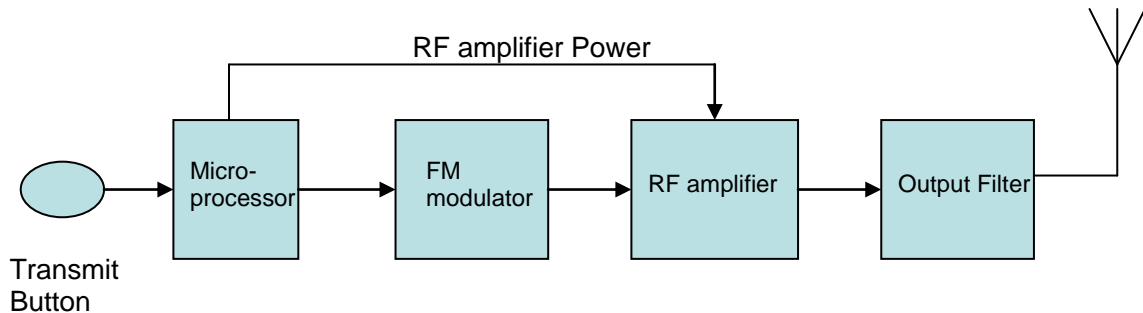 RF amplifier Power
Micro-
processor
FM
modulator
RF amplifier
Output Filter
Transmit
Button